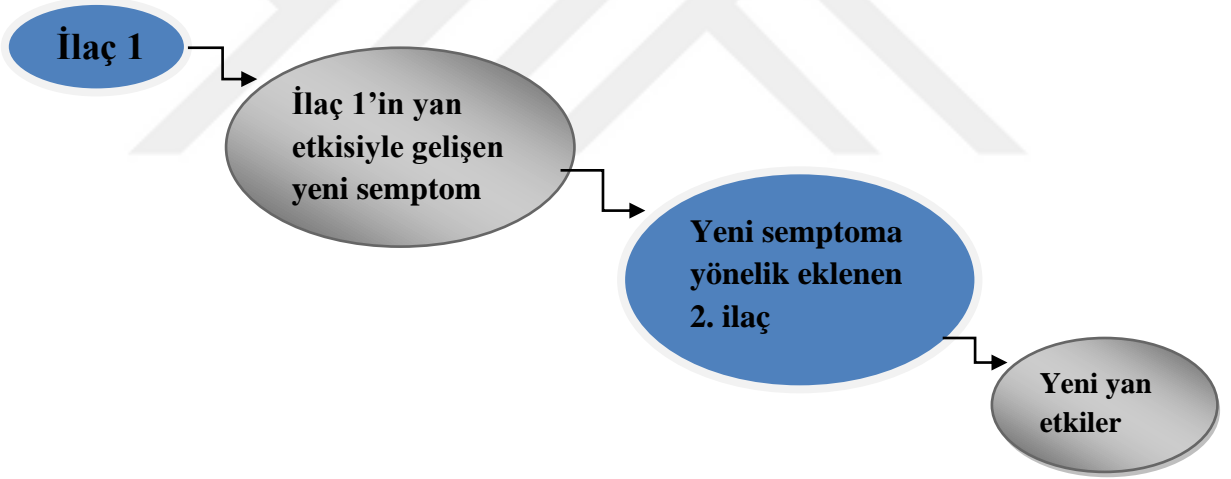 İlaç 1
İlaç 1’in yan
etkisiyle gelişen
yeni semptom
Yeni semptoma
yönelik eklenen
2. ilaç
Yeni yan
etkiler